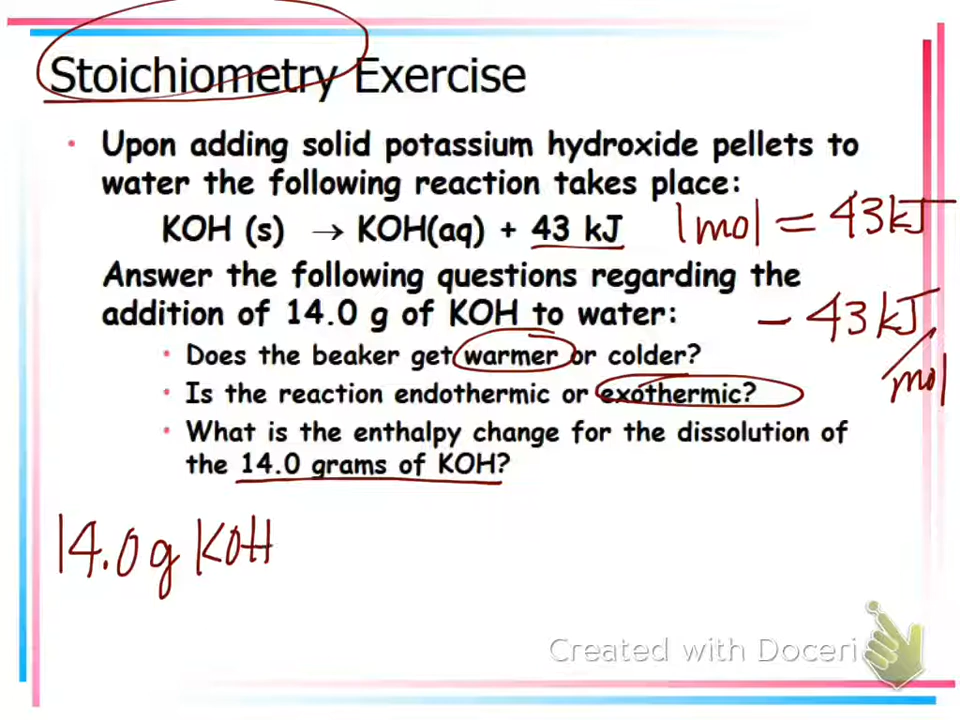 Stoichiometry Exercise
• Upon adding solid potassium hydroxide pellets to
water the following reaction takes place:
KOH (s) → KOH(aq) + 43 kJ 1 mol = 43 kJ
Answer the following questions regarding the
addition of 14.0 g of KOH to water:
- 43 kJ/mol
• Does the beaker get warmer or colder?
• Is the reaction endothermic or exothermic?
• What is the enthalpy change for the dissolution of
the 14.0 grams of KOH?
14.0 g KOH
Created with Doceri